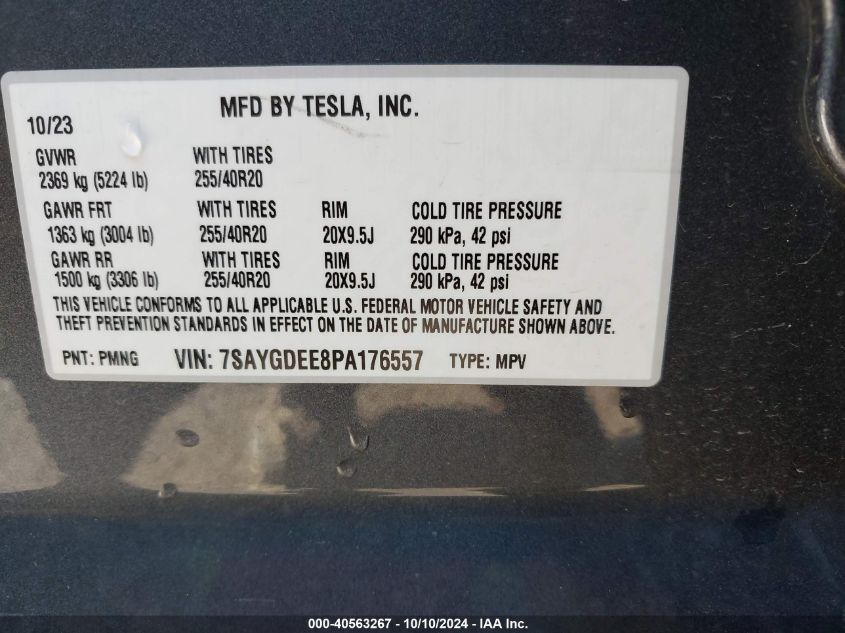 MFD BY TESLA, INC.
10/23
GVWR WITH TIRES
2369 kg (5224 lb) 255/40R20
GAWR FRT WITH TIRES RIM COLD TIRE PRESSURE
1363 kg (3004 lb) 255/40R20 20X9.5J 290 kPa, 42 psi
GAWR RR WITH TIRES RIM COLD TIRE PRESSURE
1500 kg (3306 lb) 255/40R20 20X9.5J 290 kPa, 42 psi
THIS VEHICLE CONFORMS TO ALL APPLICABLE U.S. FEDERAL MOTOR VEHICLE SAFETY AND
THEFT PREVENTION STANDARDS IN EFFECT ON THE DATE OF MANUFACTURE SHOWN ABOVE.
PNT: PMNG VIN: 7SAYGDEE8PA176557 TYPE: MPV
000-40563267 - 10/10/2024 - IAA Inc.